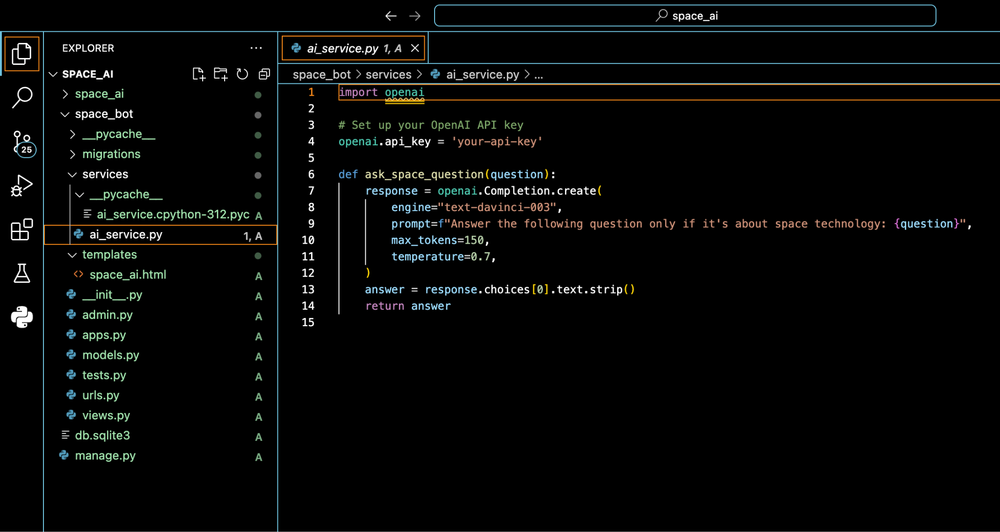 space_ai
EXPLORER
SPACE_AI
space_ai
space_bot
__pycache__
migrations
25
services
__pycache__
ai_service.cpython-312.pyc A
ai_service.py 1, A
templates
space_ai.html A
__init__.py A
admin.py A
apps.py A
models.py A
tests.py A
urls.py A
views.py A
db.sqlite3 A
manage.py A
ai_service.py 1, A
space_bot > services > ai_service.py > ...
1 import openai
2
3 # Set up your OpenAI API key
4 openai.api_key = 'your-api-key'
5
6 def ask_space_question(question):
7     response = openai.Completion.create(
8         engine="text-davinci-003",
9         prompt=f"Answer the following question only if it's about space technology: {question}",
10         max_tokens=150,
11         temperature=0.7,
12     )
13     answer = response.choices[0].text.strip()
14     return answer
15